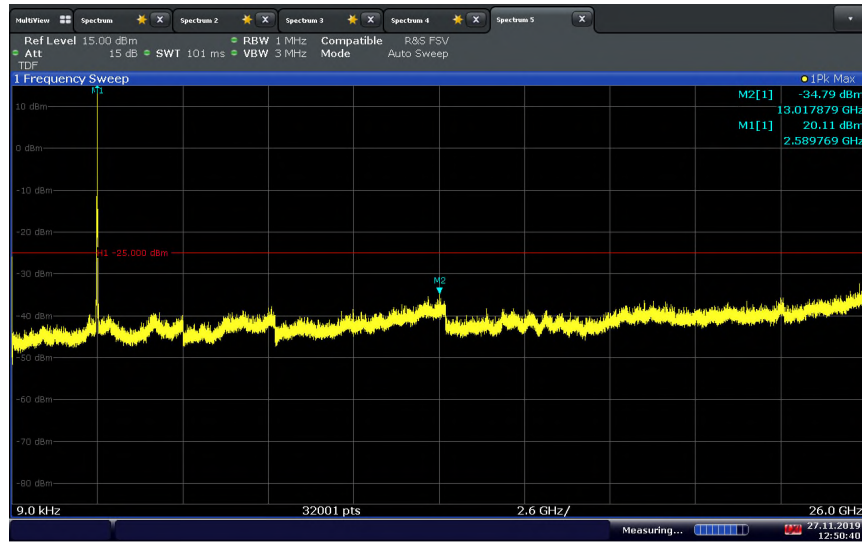 MultiView Spectrum X Spectrum 2 X Spectrum 3 X Spectrum 4 X Spectrum 5 X
Ref Level 15.00 dBm RBW 1 MHz Compatible R&S FSV
Att 15 dB SWT 101 ms VBW 3 MHz Mode Auto Sweep
TDF
1 Frequency Sweep 1Pk Max
M1 M2[1] -34.79 dBm
13.017879 GHz
10 dBm
M1[1] 20.11 dBm
2.589769 GHz
0 dBm
-10 dBm
-20 dBm
H1 -25.000 dBm
-30 dBm
M2
-40 dBm
-50 dBm
-60 dBm
-70 dBm
-80 dBm
9.0 kHz 32001 pts 2.6 GHz/ 26.0 GHz
Measuring... 27.11.2019
12:50:40